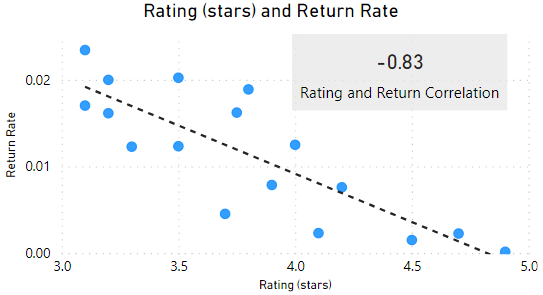 Rating (stars) and Return Rate
-0.83
Rating and Return Correlation
Return Rate
0.02
0.01
0.00
3.0 3.5 4.0 4.5 5.0
Rating (stars)